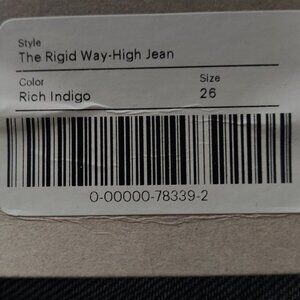 Style
The Rigid Way-High Jean
Color Size
Rich Indigo 26
0-00000-78339-2